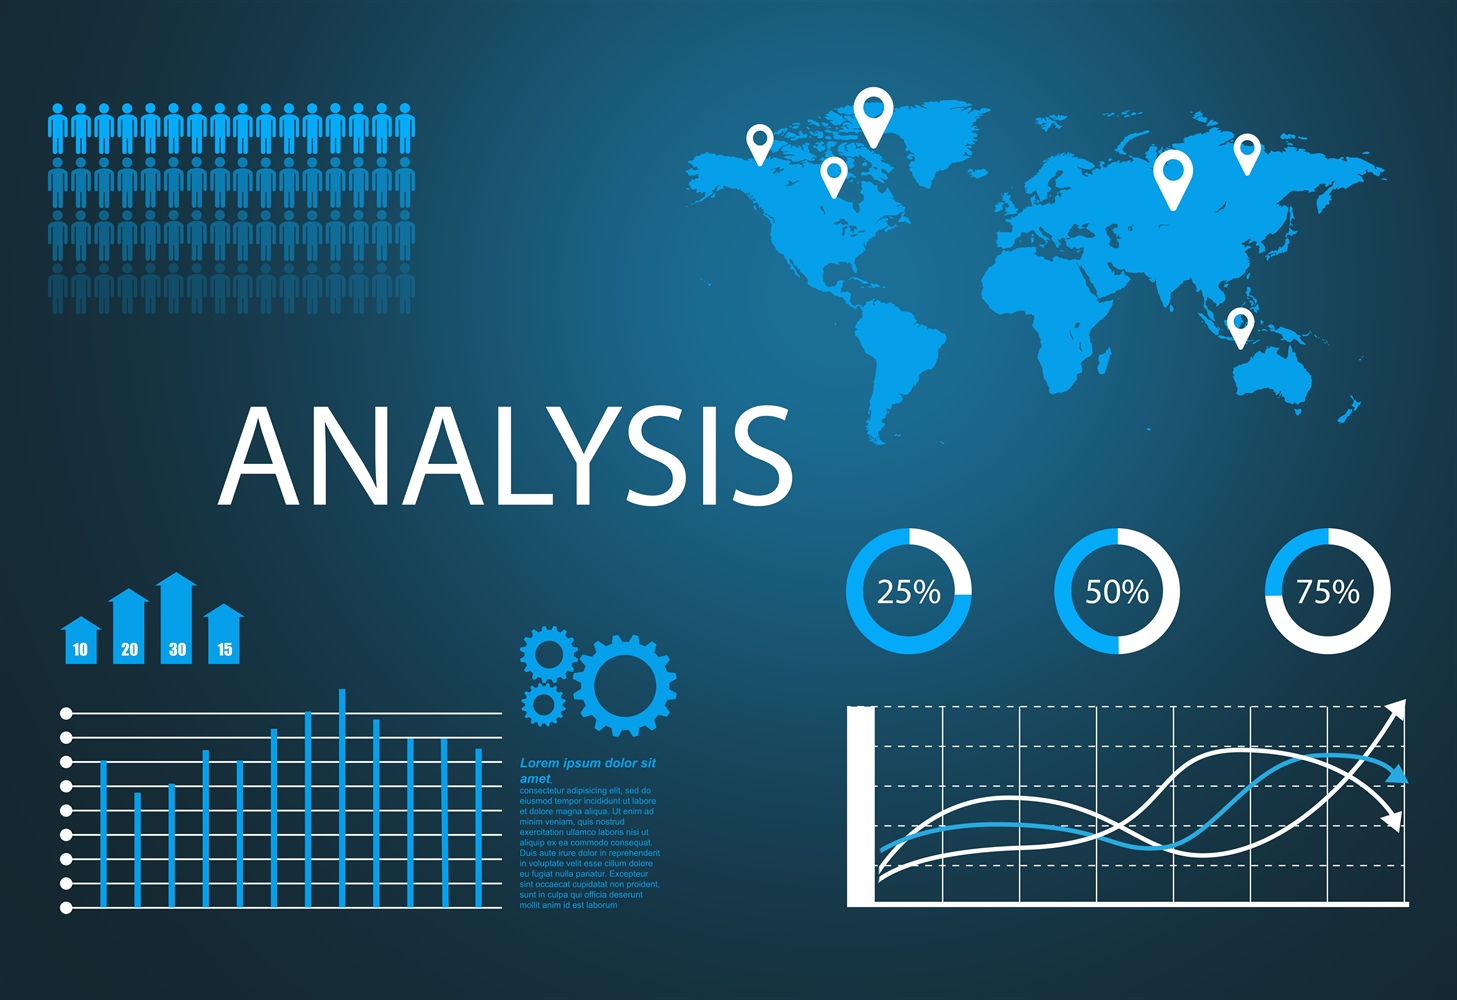 ANALYSIS
25%
50%
75%
10
20
30
15
Lorem ipsum dolor sit
amet.
consectetur adipisicing elit, sed do
eiusmod tempor incididunt ut labore
et dolore magna aliqua. Ut enim ad
minim veniam, quis nostrud
exercitation ullamco laboris nisi ut
aliquip ex ea commodo consequat.
Duis aute irure dolor in reprehenderit
in voluptate velit esse cillum dolore
eu fugiat nulla pariatur. Excepteur
sint occaecat cupidatat non proident,
sunt in culpa qui officia deserunt
mollit anim id est laborum